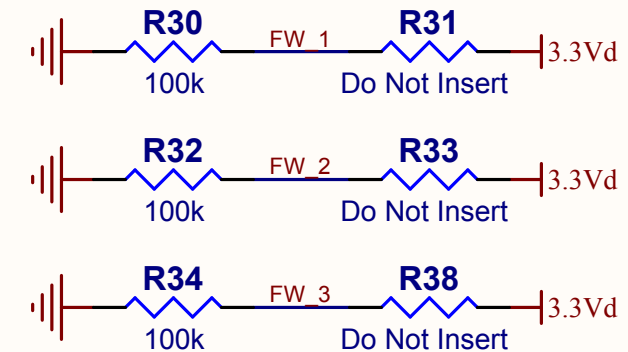 R30 R31
FW_1 3.3Vd
100k Do Not Insert
R32 R33
FW_2 3.3Vd
100k Do Not Insert
R34 R38
FW_3 3.3Vd
100k Do Not Insert